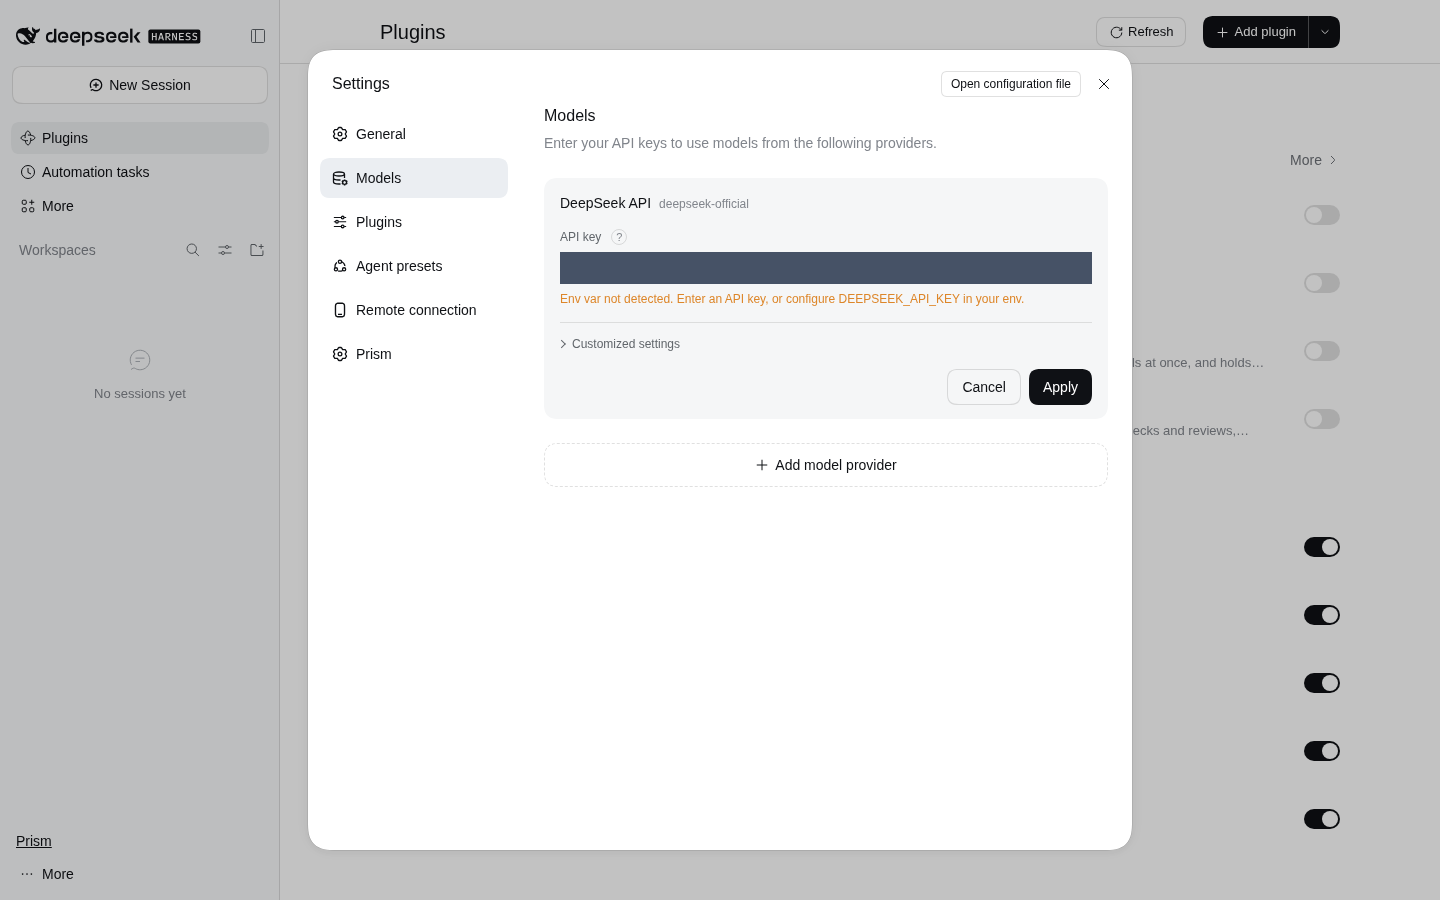 deepseek HARNESS
New Session
Plugins
Automation tasks
More
Workspaces
No sessions yet
Prism
More
Plugins
Refresh
Add plugin
More
ls at once, and holds…
ecks and reviews,…
Settings
Open configuration file
General
Models
Plugins
Agent presets
Remote connection
Prism
Models
Enter your API keys to use models from the following providers.
DeepSeek API deepseek-official
API key ?
Env var not detected. Enter an API key, or configure DEEPSEEK_API_KEY in your env.
Customized settings
Cancel
Apply
Add model provider